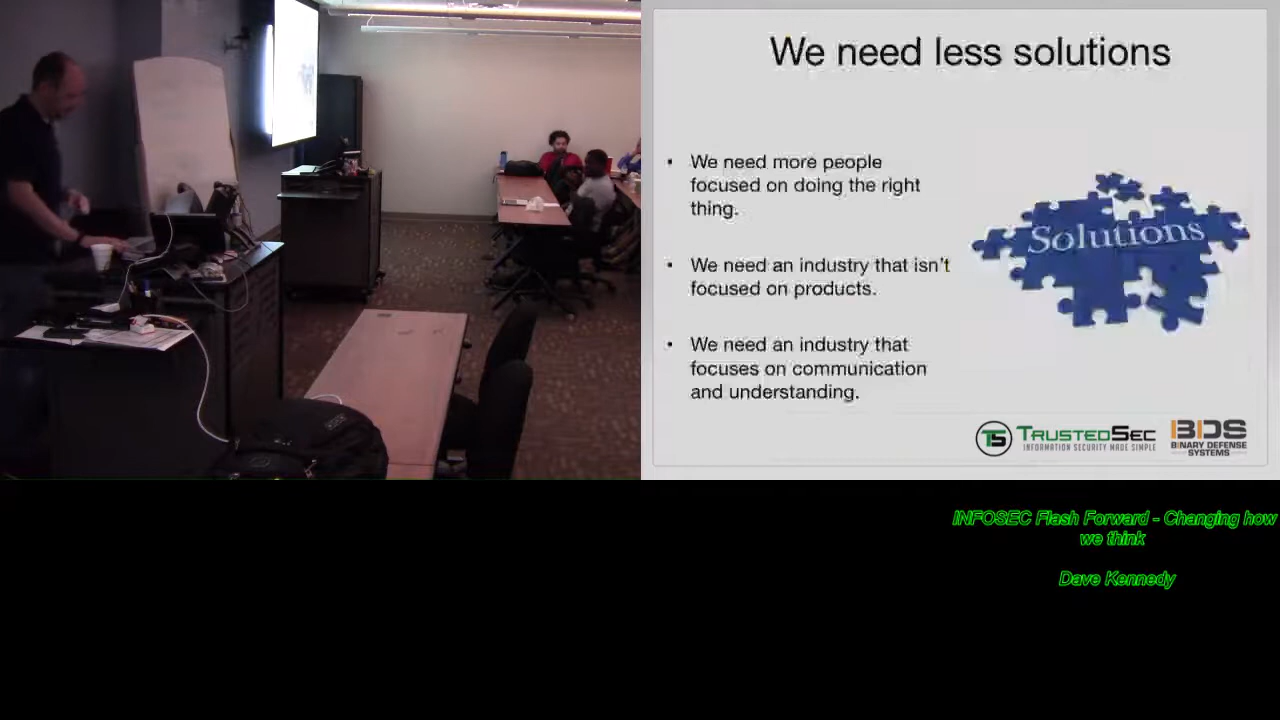 We need less solutions
• We need more people
focused on doing the right
thing.
• We need an industry that isn't
focused on products.
• We need an industry that
focuses on communication
and understanding.
Solutions
TS TRUSTEDSEC
INFORMATION SECURITY MADE SIMPLE
BDS
BINARY DEFENSE
SYSTEMS
INFOSEC Flash Forward - Changing how
we think
Dave Kennedy